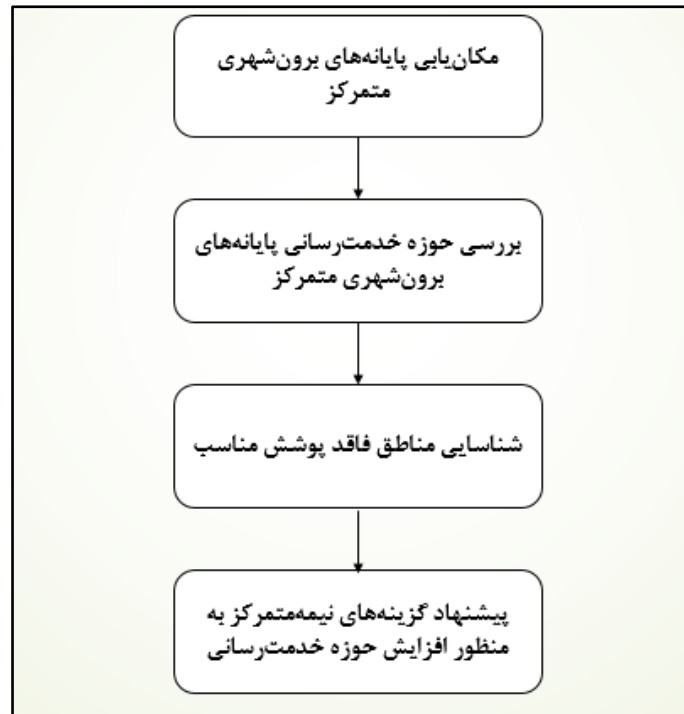 مکان‌یابی پایانه‌های برون‌شهری
متمرکز
بررسی حوزه خدمت‌رسانی پایانه‌های
برون‌شهری متمرکز
شناسایی مناطق فاقد پوشش مناسب
پیشنهاد گزینه‌های نیمه‌متمرکز به
منظور افزایش حوزه خدمت‌رسانی